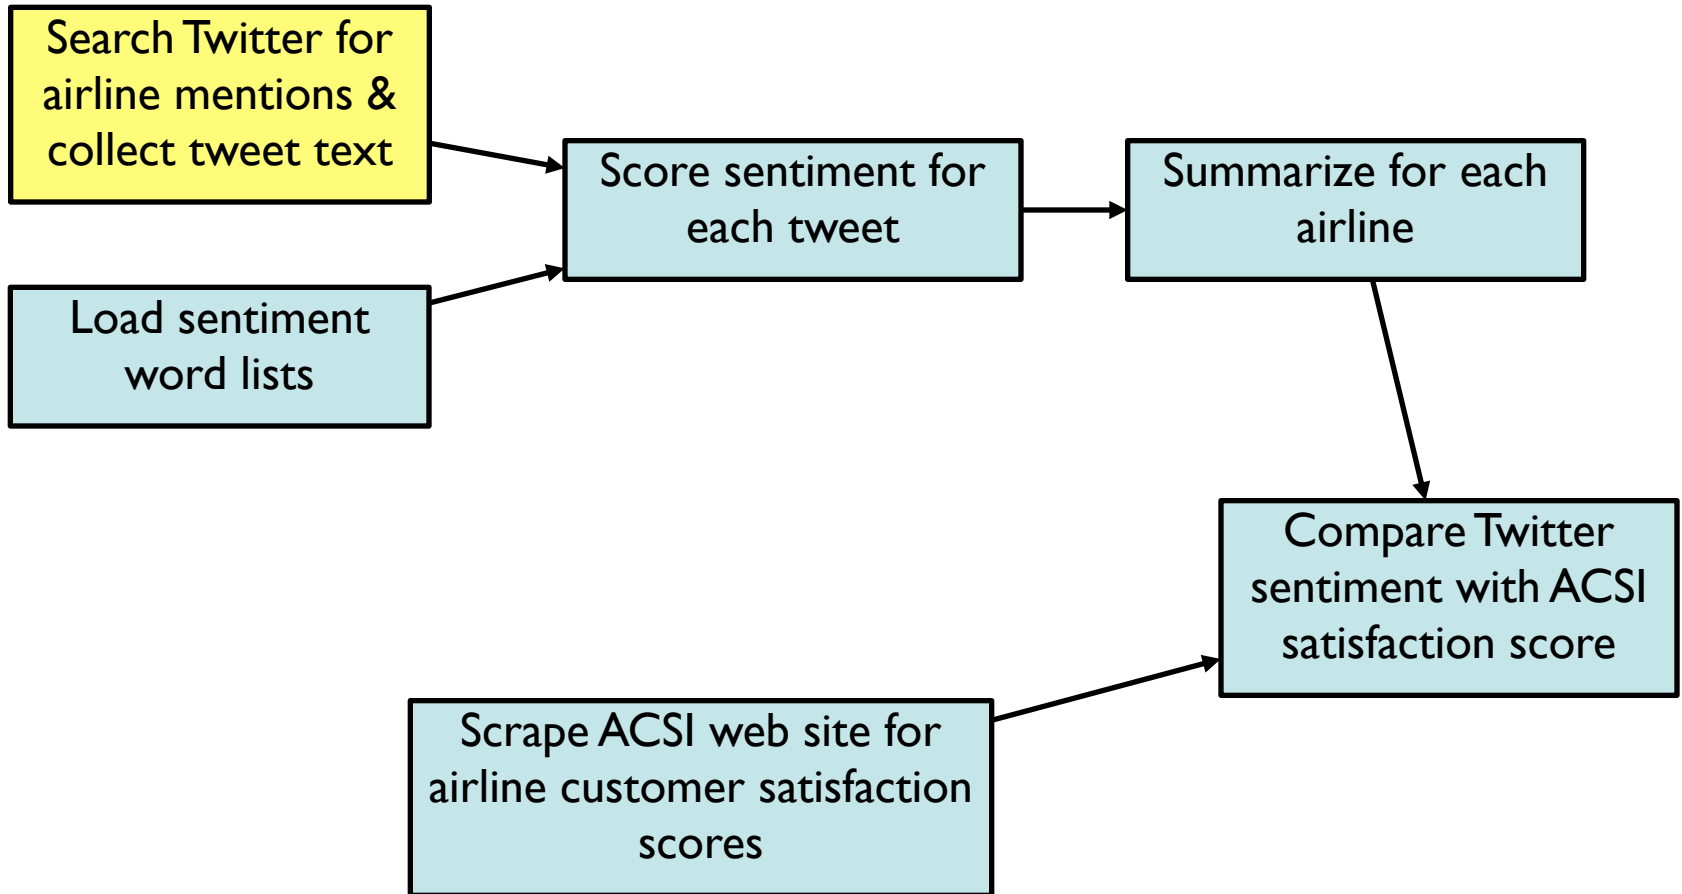 Search Twitter for
airline mentions &
collect tweet text
Load sentiment
word lists
Score sentiment for
each tweet
Summarize for each
airline
Compare Twitter
sentiment with ACSI
satisfaction score
Scrape ACSI web site for
airline customer satisfaction
scores